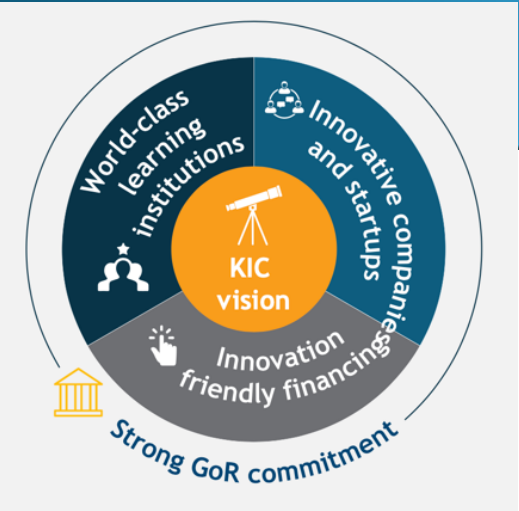 World-class
learning
institutions
Innovative companies
and startups
KIC
vision
Innovation
friendly financing
Strong GoR commitment